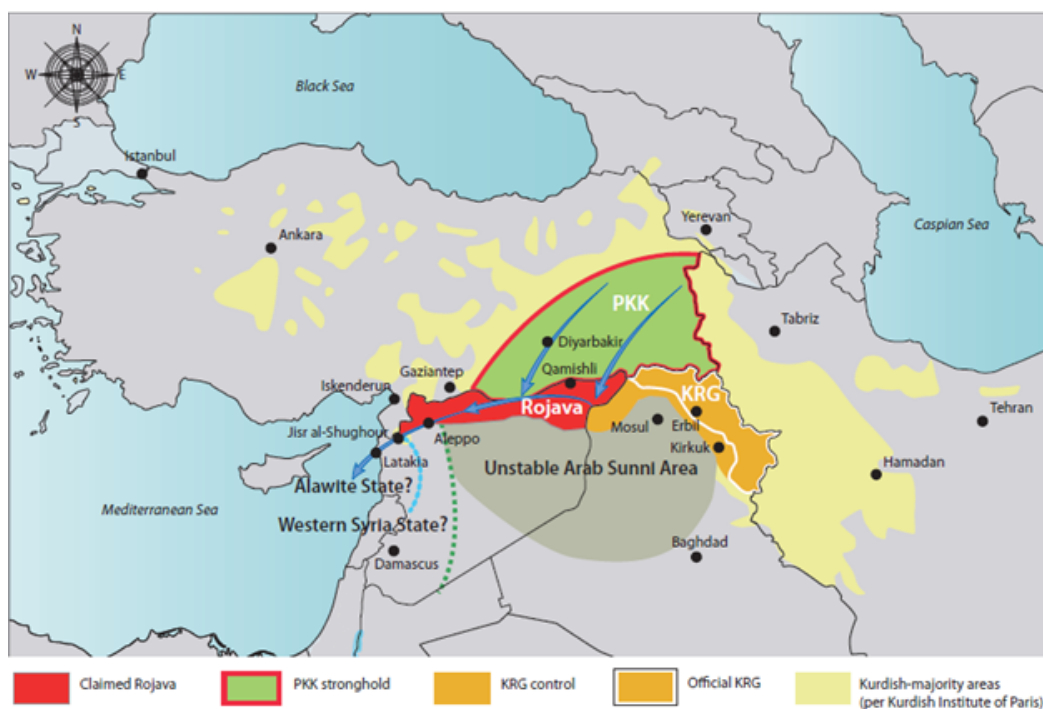 N
W
E
S
Black Sea
Istanbul
Caspian Sea
Yerevan
Ankara
PKK
Tabriz
Diyarbakir
Gaziantep
Qamishli
Iskenderun
KRG
Tehran
Rojava
Mosul
Erbil
Jisr al-Shughour
Aleppo
Kirkuk
Latakia
Unstable Arab Sunni Area
Hamadan
Alawite State?
Mediterranean Sea
Western Syria State?
Baghdad
Damascus
Claimed Rojava
PKK stronghold
KRG control
Official KRG
Kurdish-majority areas
(per Kurdish Institute of Paris)